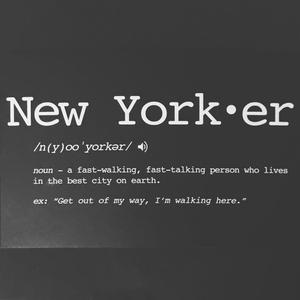 New York•er
/n(y)oo'yorkər/
noun - a fast-walking, fast-talking person who lives
in the best city on earth.
ex: “Get out of my way, I’m walking here.”